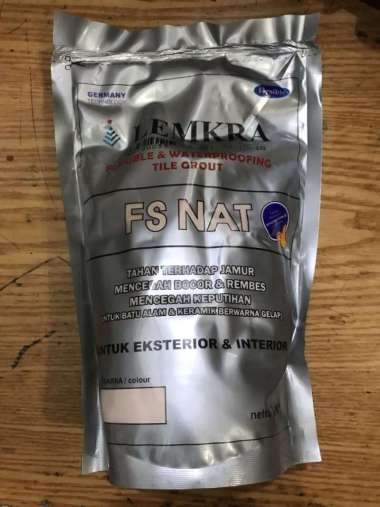 GERMANY
TECHNOLOGY
LEMKRA
FLEXIBLE & WATERPROOFING
TILE GROUT
FS NAT
TAHAN TERHADAP JAMUR
MENCEGAH BOCOR & REMBES
MENCEGAH KEPUTIHAN
(UNTUK BATU ALAM & KERAMIK BERWARNA GELAP)
UNTUK EKSTERIOR & INTERIOR
WARNA / colour